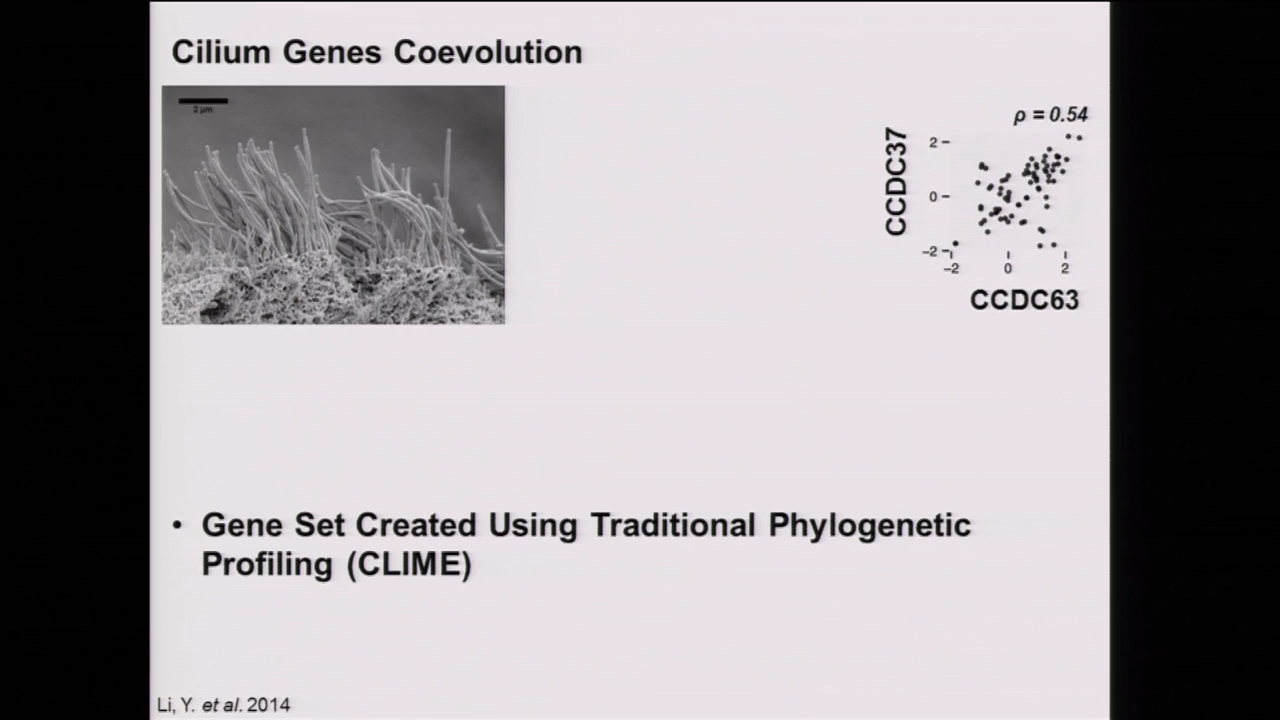 Cilium Genes Coevolution
2 µm
ρ = 0.54
CCDC37
2
0
−2
−2 0 2
CCDC63
• Gene Set Created Using Traditional Phylogenetic
Profiling (CLIME)
Li, Y. et al. 2014